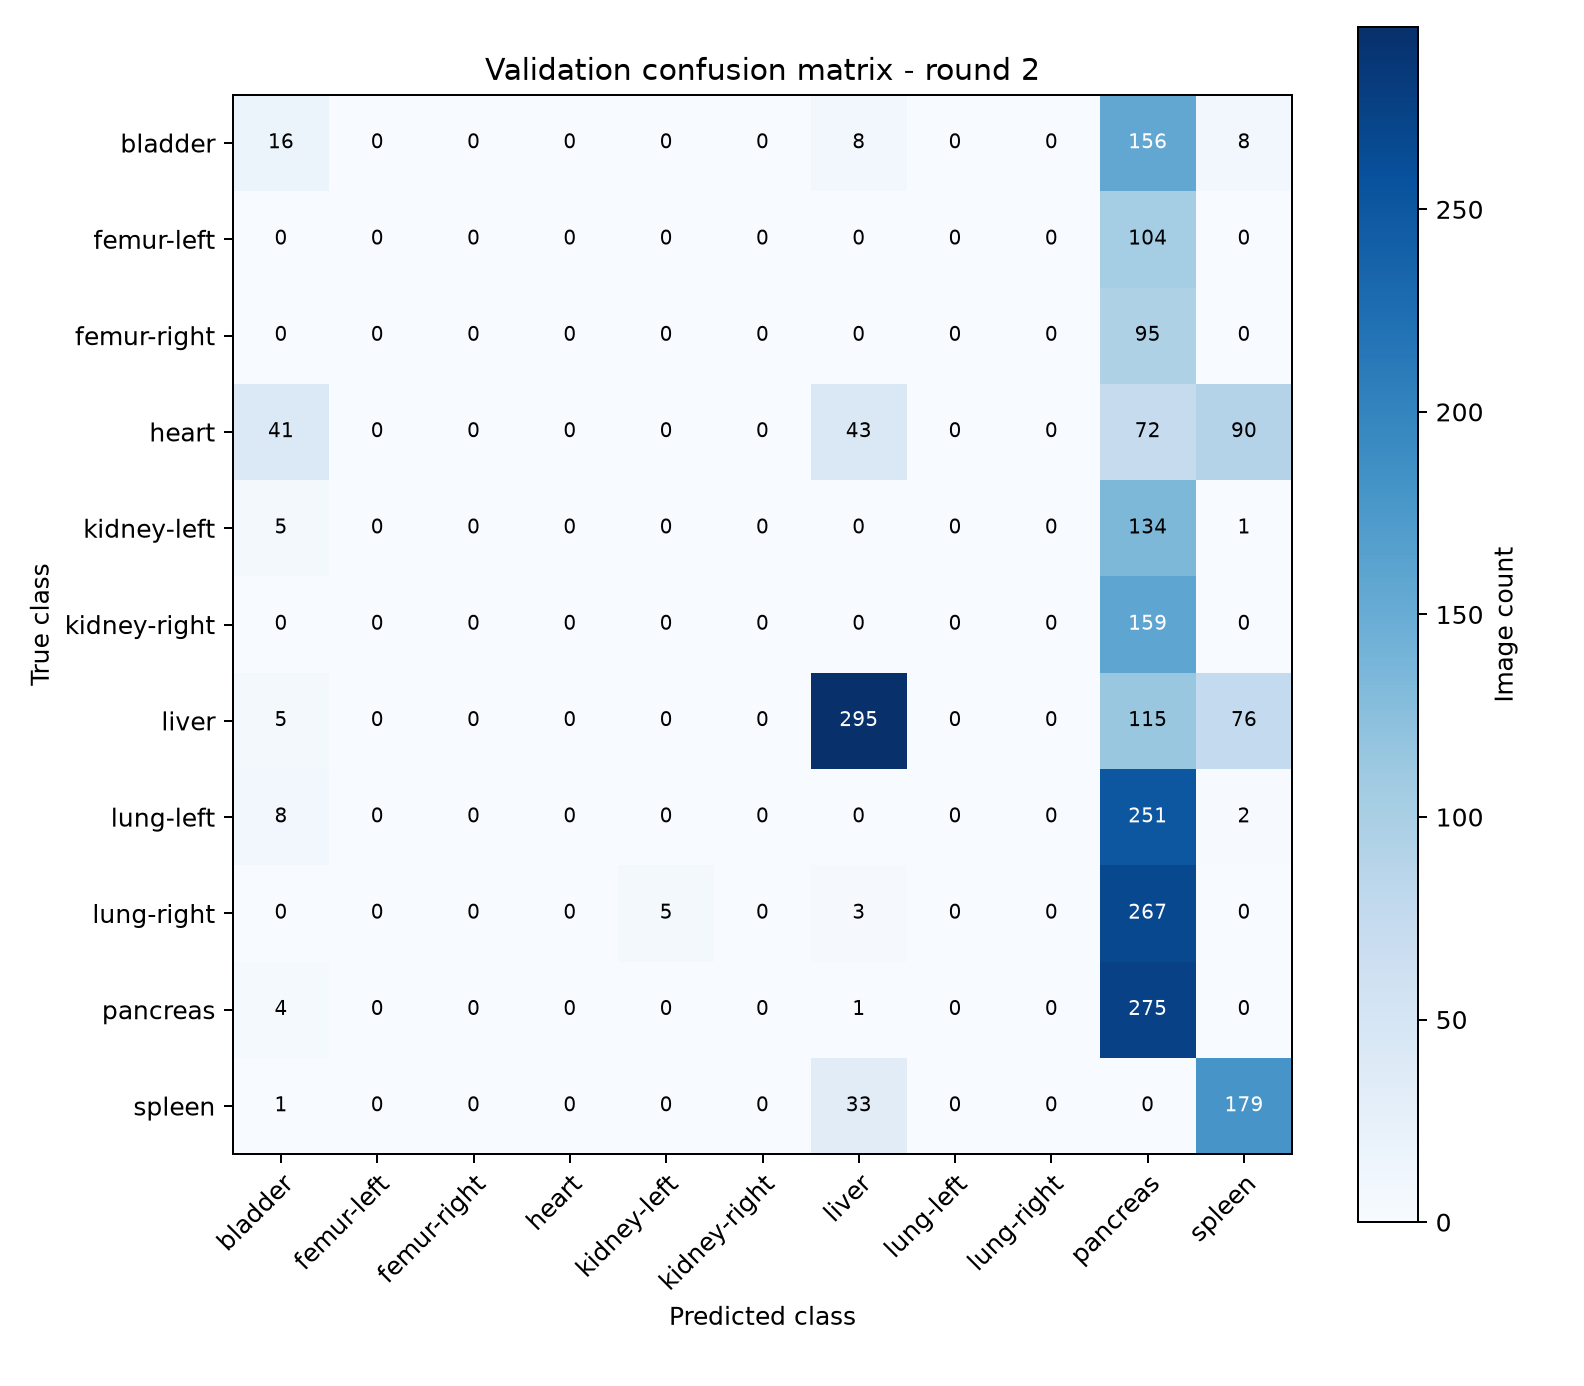 Validation confusion matrix - round 2
bladder 16 0 0 0 0 0 8 0 0 156 8
femur-left 0 0 0 0 0 0 0 0 0 104 0
femur-right 0 0 0 0 0 0 0 0 0 95 0
heart 41 0 0 0 0 0 43 0 0 72 90
kidney-left 5 0 0 0 0 0 0 0 0 134 1
kidney-right 0 0 0 0 0 0 0 0 0 159 0
liver 5 0 0 0 0 0 295 0 0 115 76
lung-left 8 0 0 0 0 0 0 0 0 251 2
lung-right 0 0 0 0 5 0 3 0 0 267 0
pancreas 4 0 0 0 0 0 1 0 0 275 0
spleen 1 0 0 0 0 0 33 0 0 0 179
bladder femur-left femur-right heart kidney-left kidney-right liver lung-left lung-right pancreas spleen
Predicted class
True class
250
200
150
100
50
0
Image count